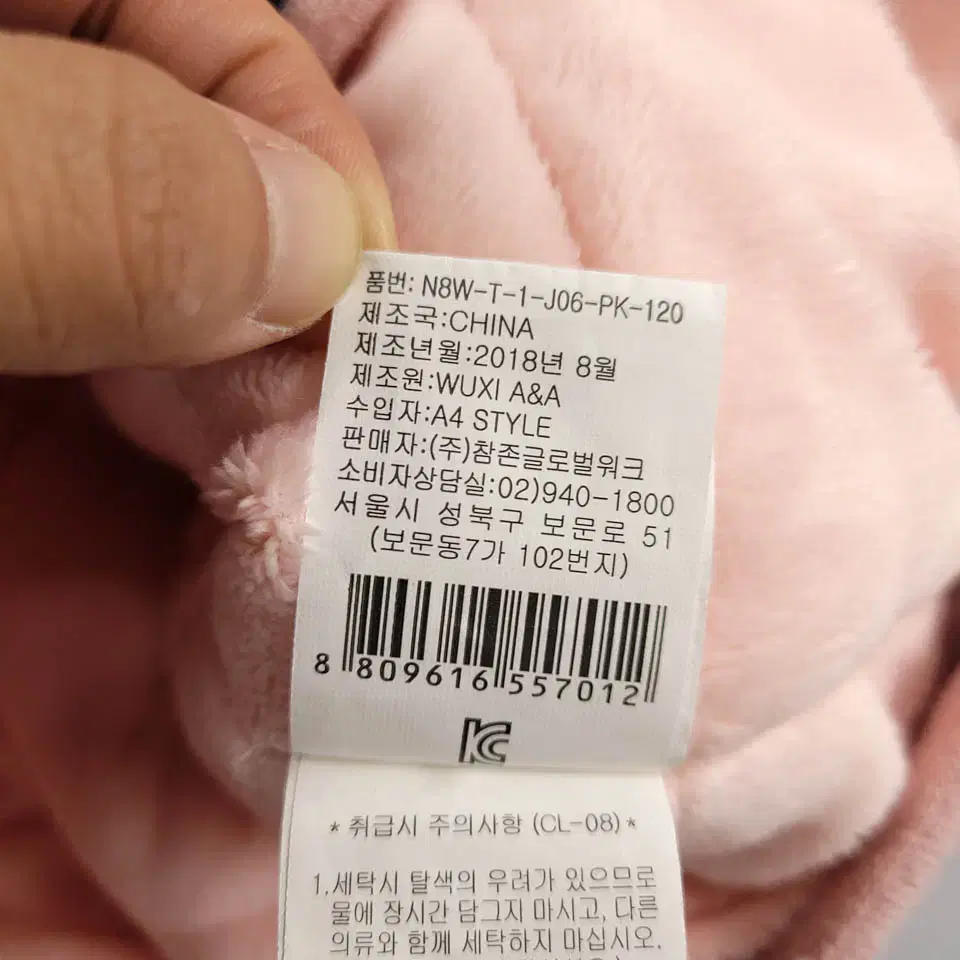 품번: N8W-T-1-J06-PK-120
제조국:CHINA
제조년월:2018년 8월
제조원:WUXI A&A
수입자:A4 STYLE
판매자:(주)참존글로벌워크
소비자상담실:02)940-1800
서울시 성북구 보문로 51
(보문동7가 102번지)
8 809616 557012
KC
* 취급시 주의사항 (CL-08) *
1.세탁시 탈색의 우려가 있으므로
물에 장시간 담그지 마시고, 다른
의류와 함께 세탁하지 마십시오.